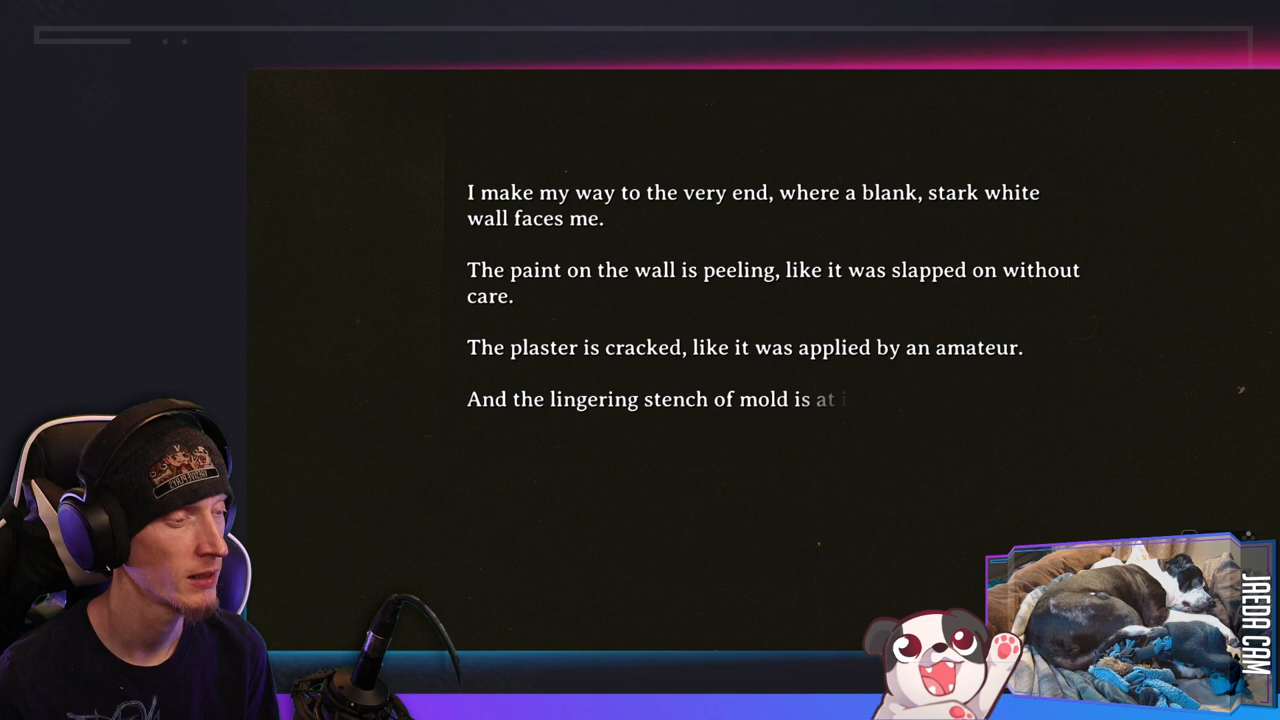 I make my way to the very end, where a blank, stark white
wall faces me.
The paint on the wall is peeling, like it was slapped on without
care.
The plaster is cracked, like it was applied by an amateur.
And the lingering stench of mold is at i
JAEDA CAM